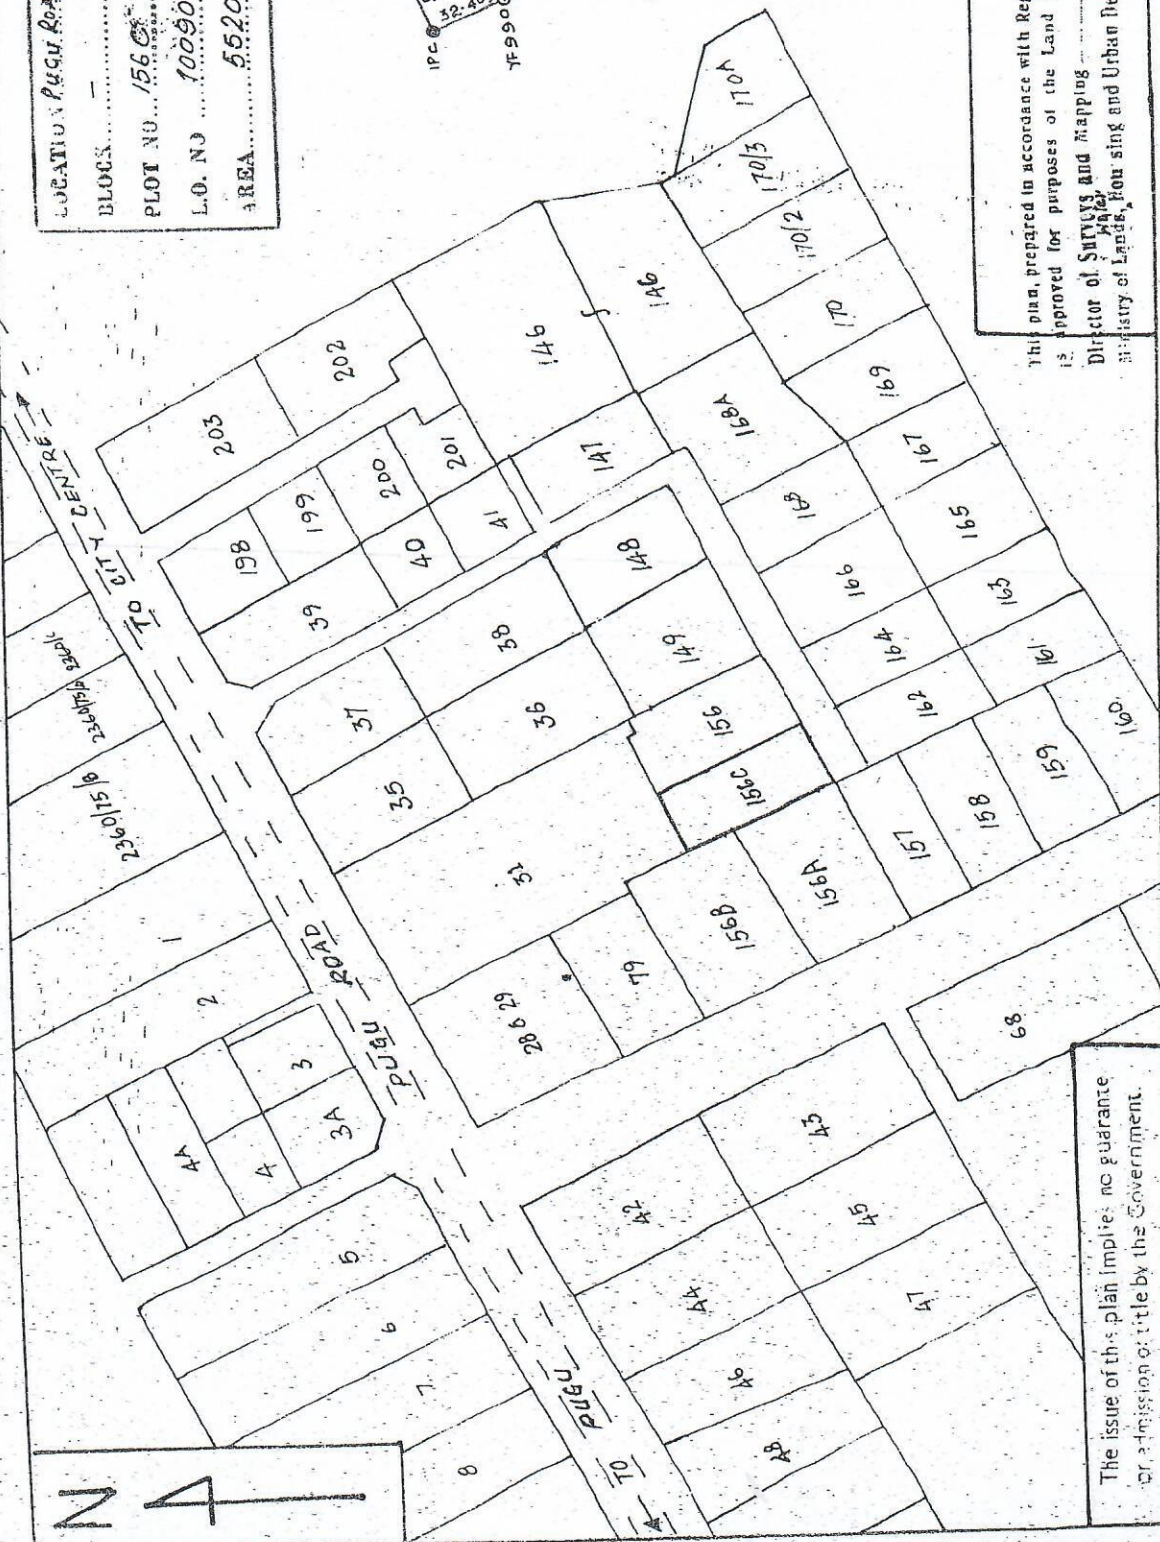 N
LOCATION Pugu Road
BLOCK ....... –
PLOT NO... 156C
L.O. NO .... 10090
AREA ......... 5520
IPC
32.40
YF990
TO CITY CENTRE
PUGU ROAD
TO PUGU
2360/75/B
1
2
3
3A
4
4A
5
6
7
8
203
202
198
199
200
201
39
40
41
146
146
147
37
38
35
36
31
148
149
156
156C
156B
156A
28&29
79
157
158
159
160
161
162
163
164
165
166
167
168
168A
169
170
170/2
170/3
170A
68
42
43
44
45
46
47
48
This plan, prepared in accordance with
is approved for purposes of the Land
Director of Surveys and Mapping
Water
Ministry of Lands, Housing and Urban
The issue of this plan implies no guarantee
or admission of title by the Government.